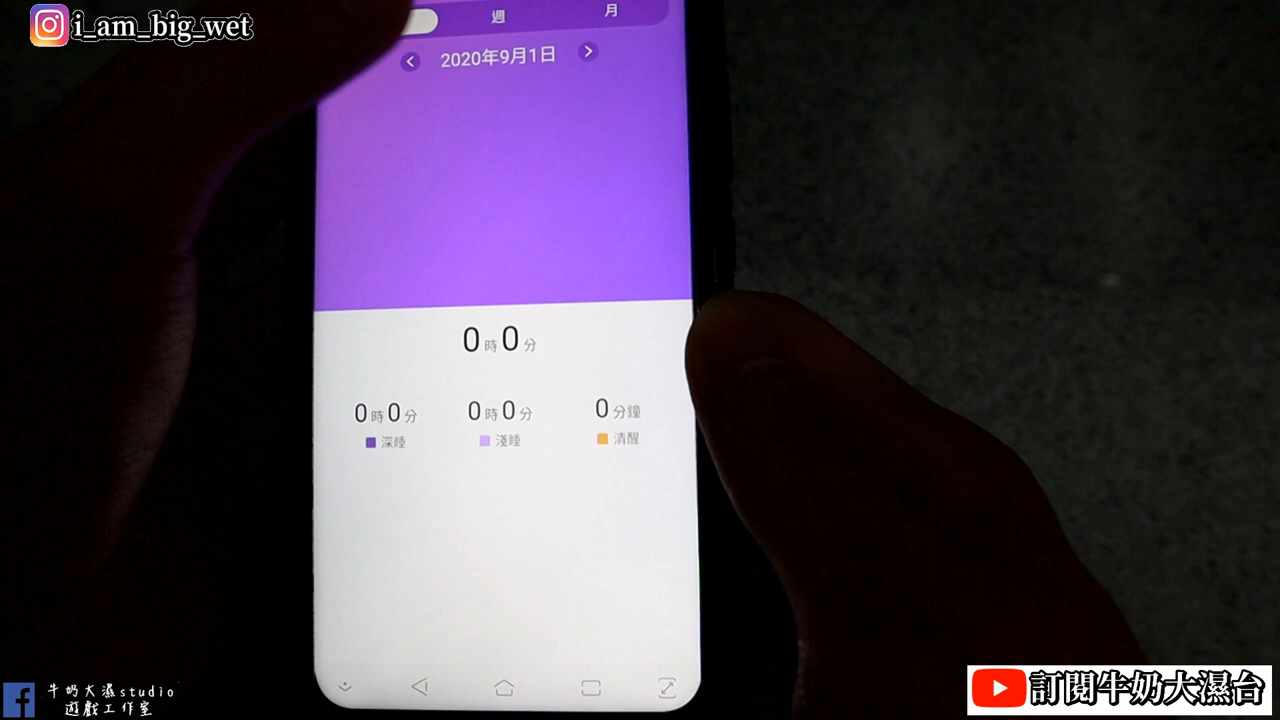 i_am_big_wet
週
月
2020年9月1日
0時0分
0時0分
0時0分
0分鐘
深睡
淺睡
清醒
牛奶大濕studio
遊戲工作室
訂閱牛奶大濕台